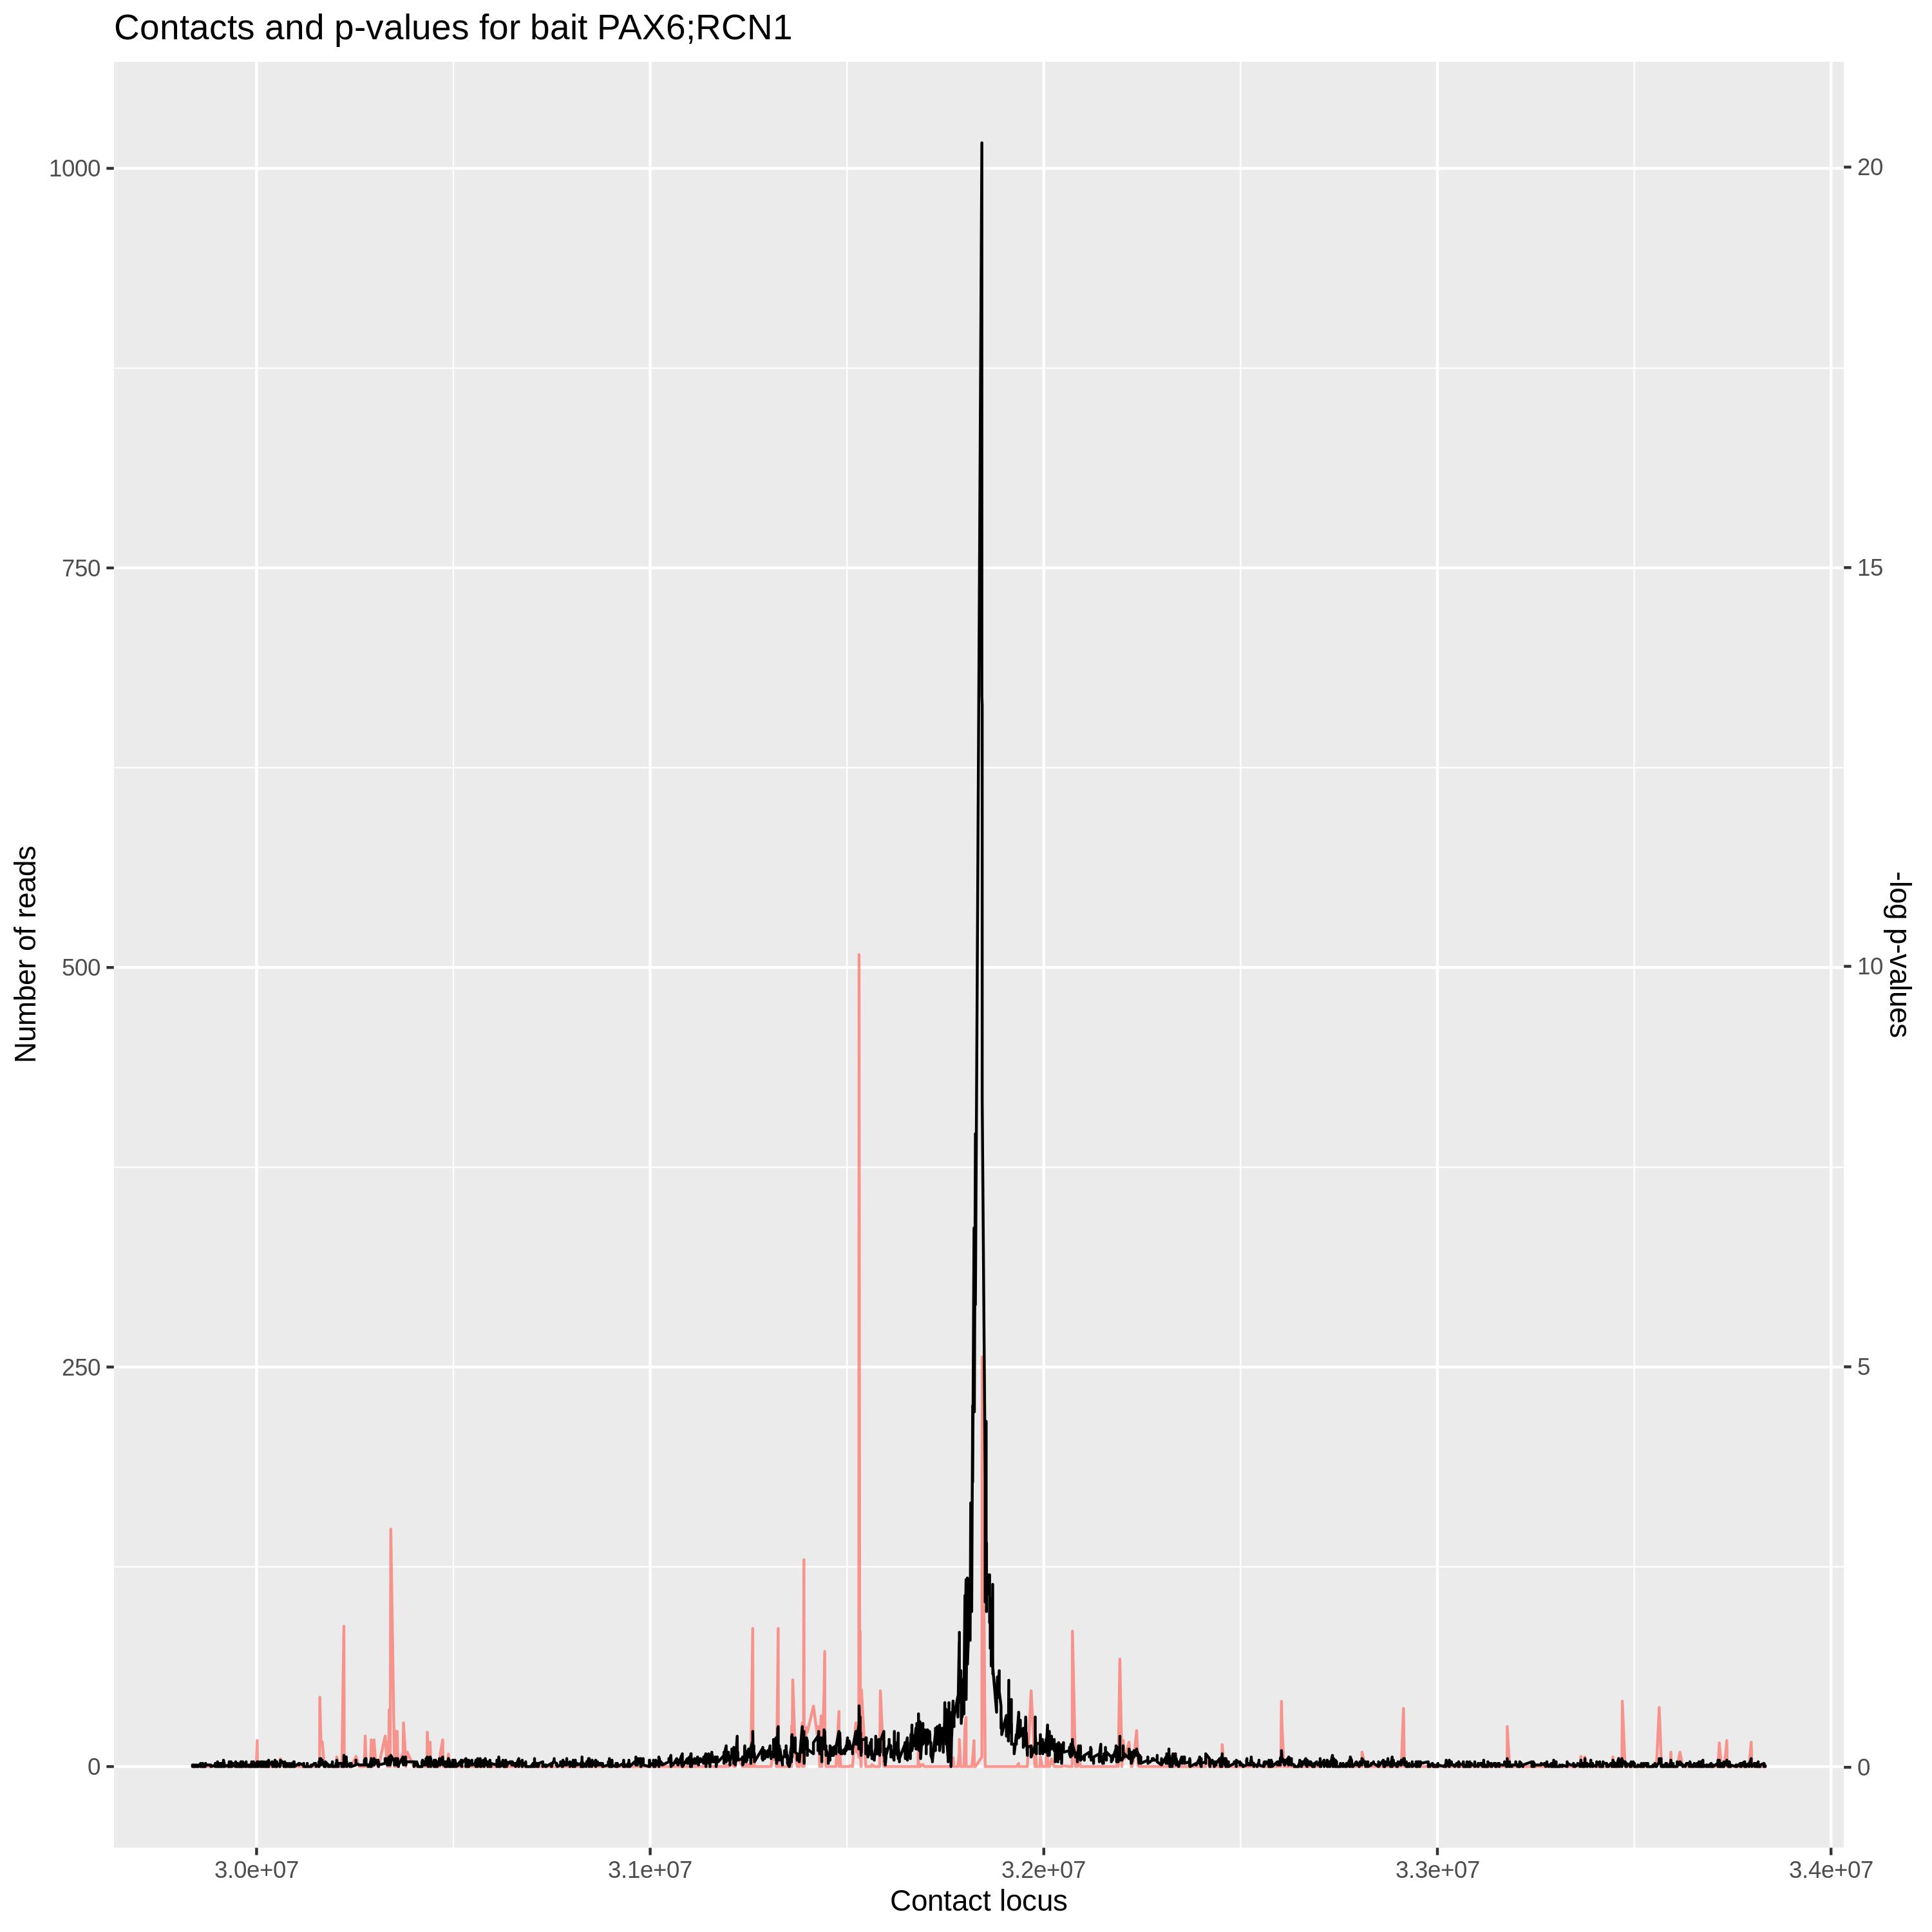 Contacts and p-values for bait PAX6;RCN1
1000
750
500
250
0
Number of reads
20
15
10
5
0
-log p-values
3.0e+07
3.1e+07
3.2e+07
3.3e+07
3.4e+07
Contact locus